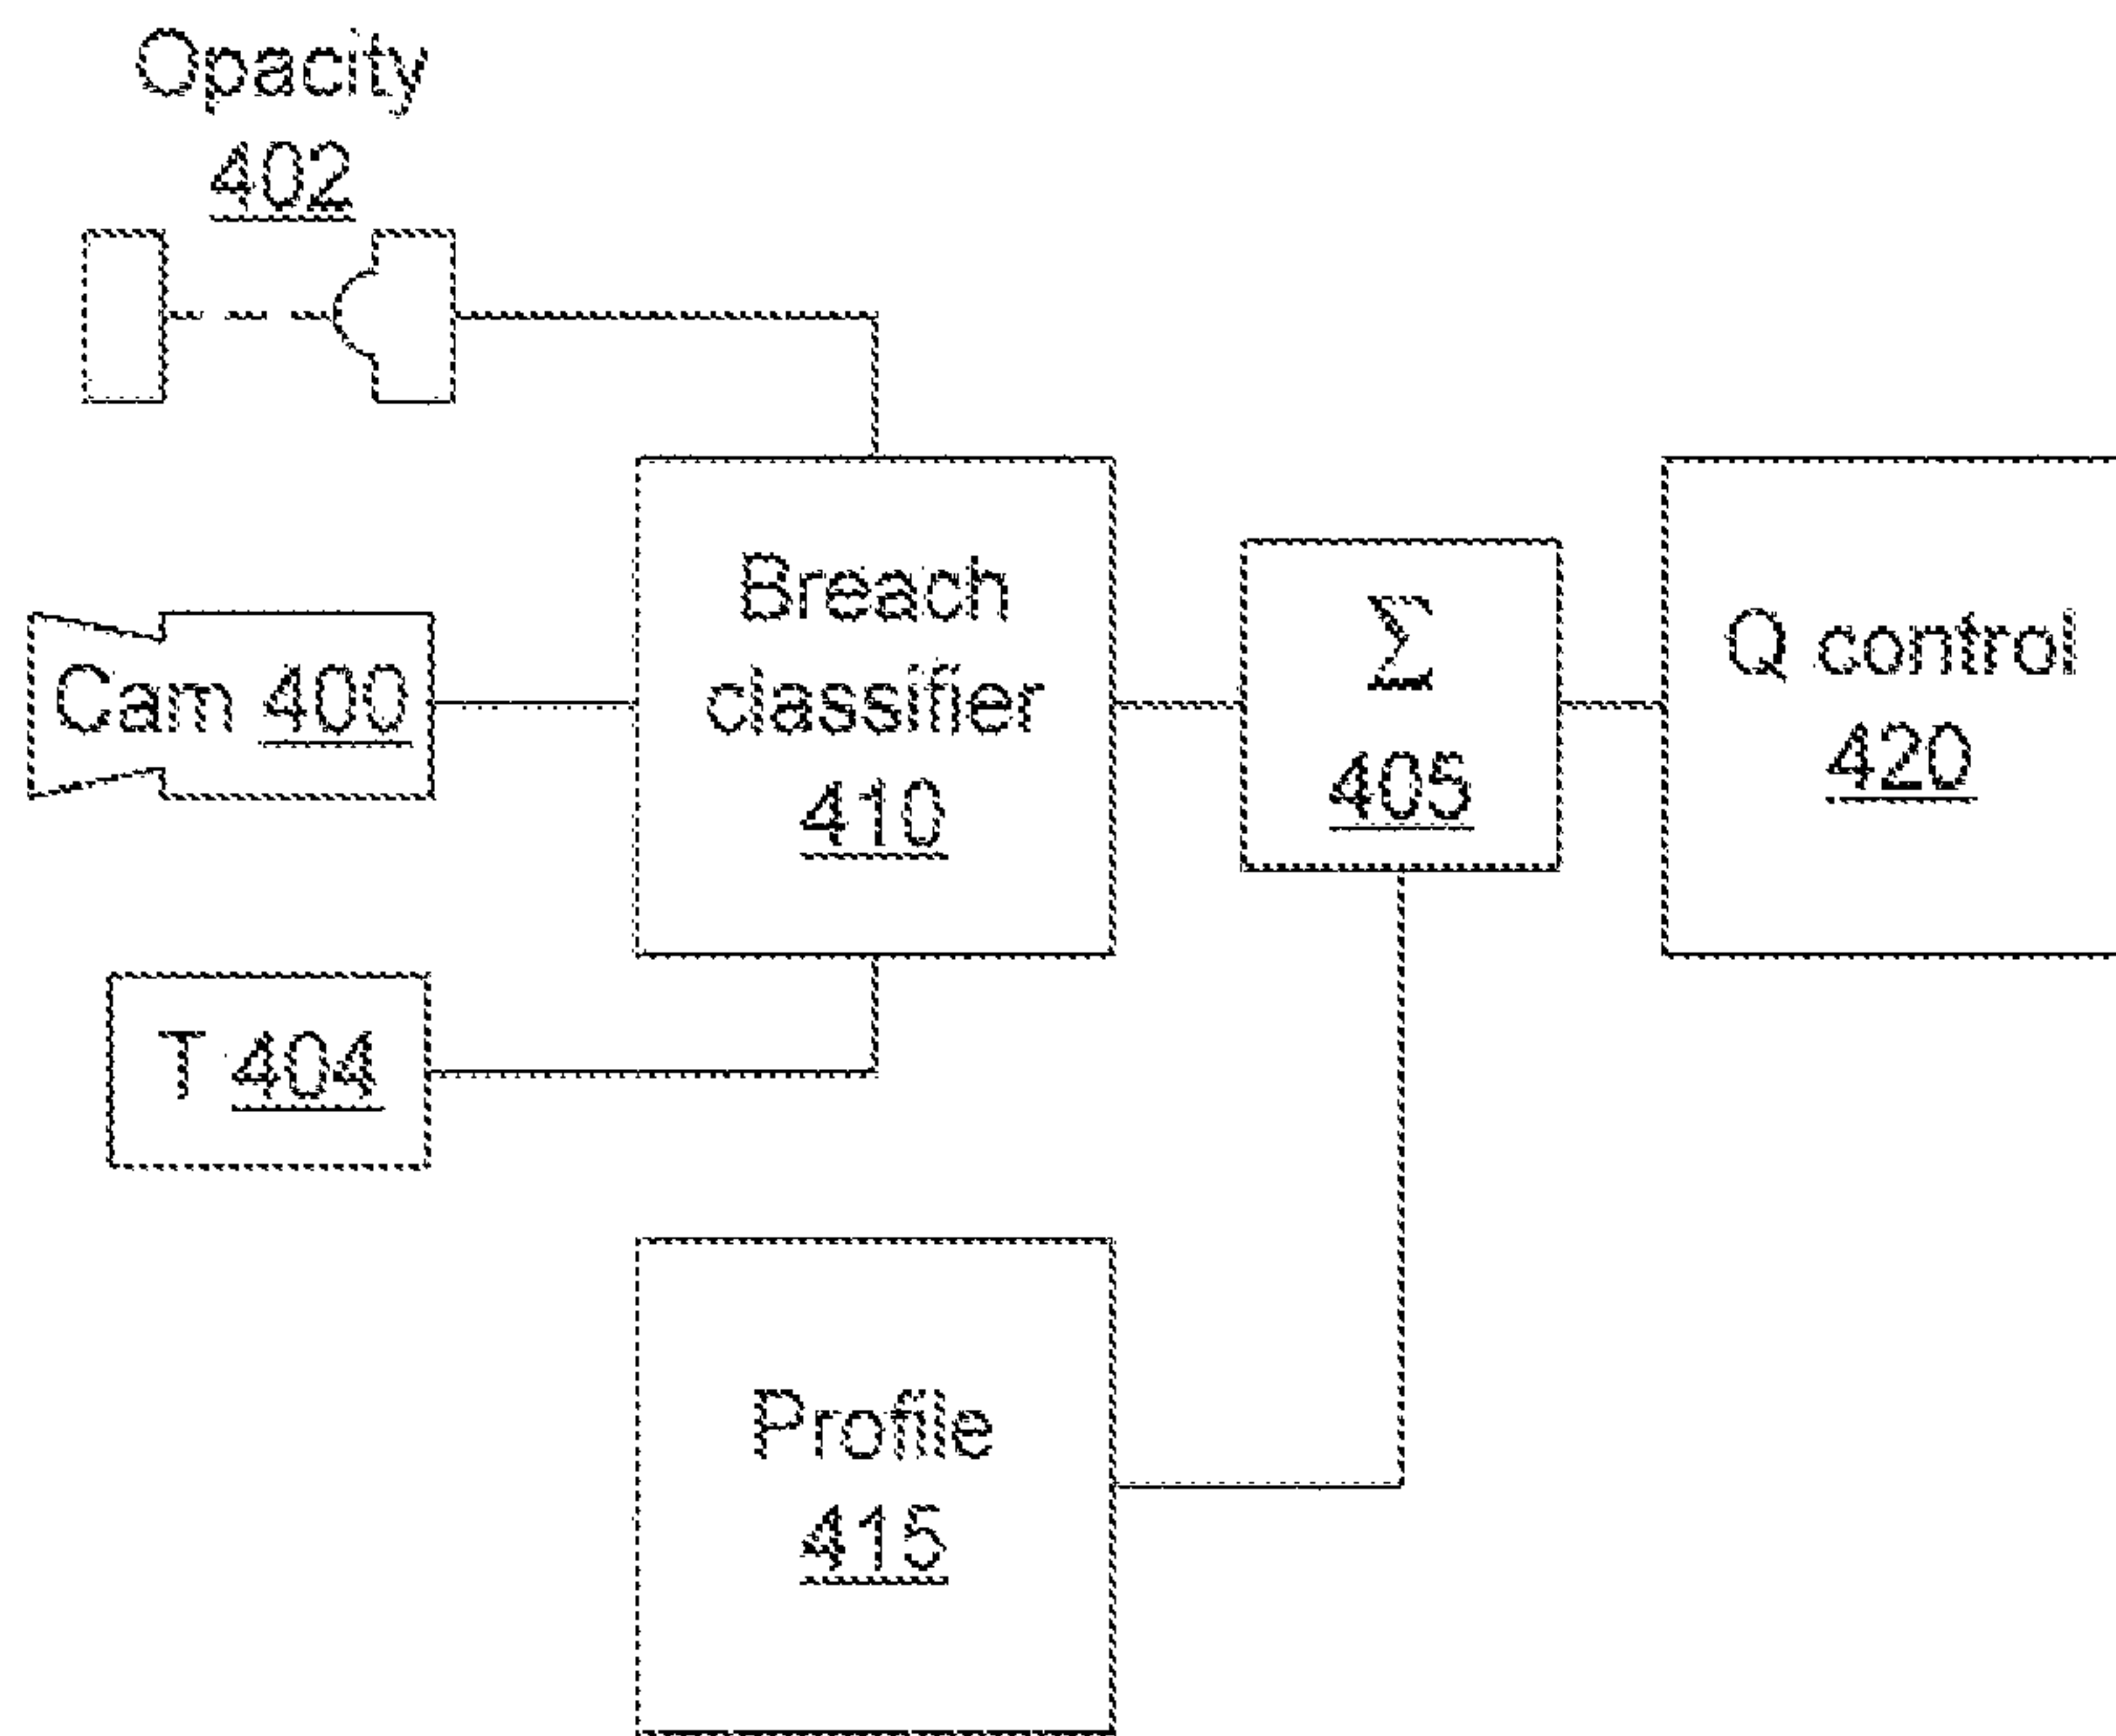 Opacity
402
Breach
classifier
410
Cam 400
Σ
405
Q control
420
T 404
Profile
415